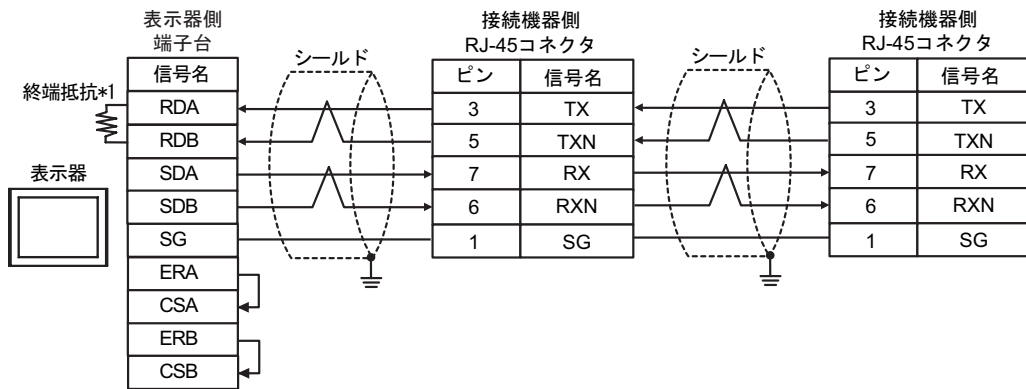 表示器側
端子台
信号名
終端抵抗*1
RDA
RDB
SDA
SDB
SG
ERA
CSA
ERB
CSB
表示器
シールド
接続機器側
RJ-45コネクタ
ピン 信号名
3 TX
5 TXN
7 RX
6 RXN
1 SG
シールド
接続機器側
RJ-45コネクタ
ピン 信号名
3 TX
5 TXN
7 RX
6 RXN
1 SG